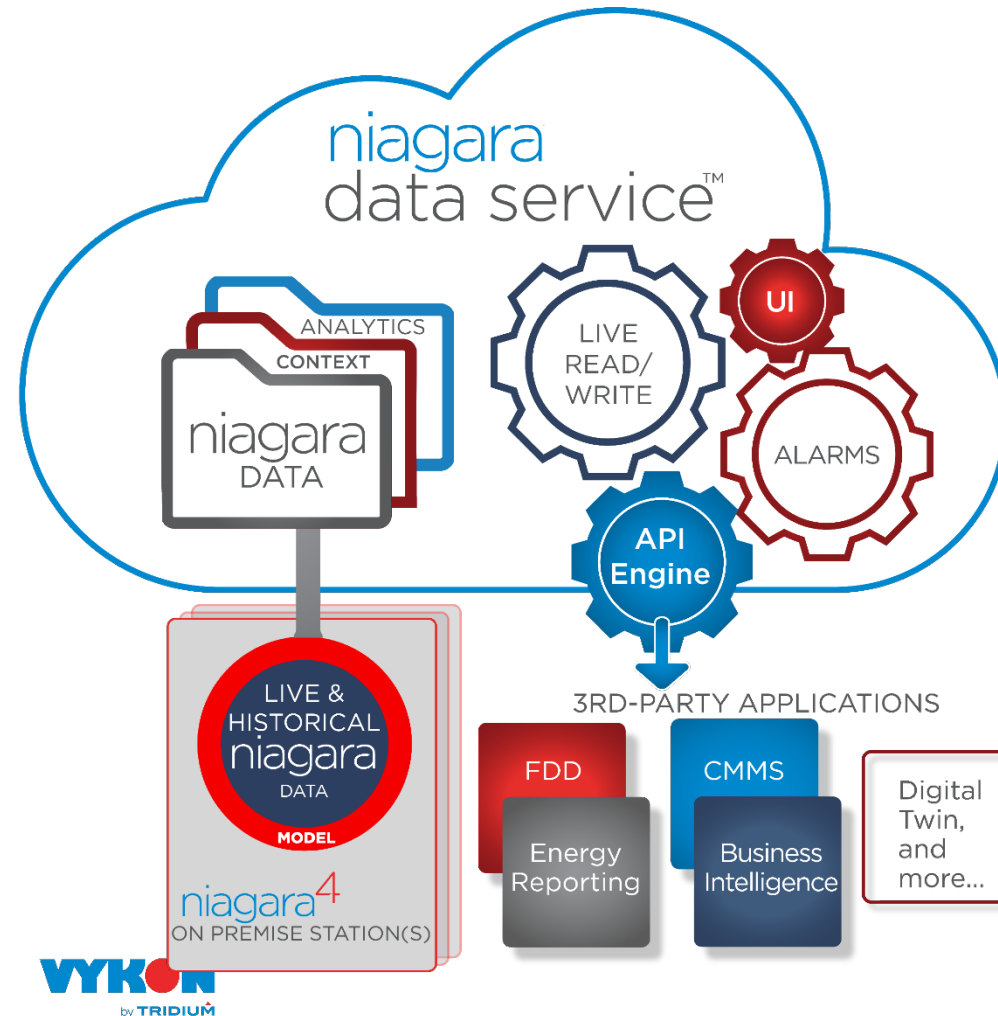 niagara
data service™
ANALYTICS
CONTEXT
niagara
DATA
LIVE
READ/
WRITE
UI
ALARMS
API
Engine
LIVE &
HISTORICAL
niagara
DATA
MODEL
niagara4
ON PREMISE STATION(S)
3RD-PARTY APPLICATIONS
FDD
Energy
Reporting
CMMS
Business
Intelligence
Digital
Twin,
and
more...
VYKON
by TRIDIUM